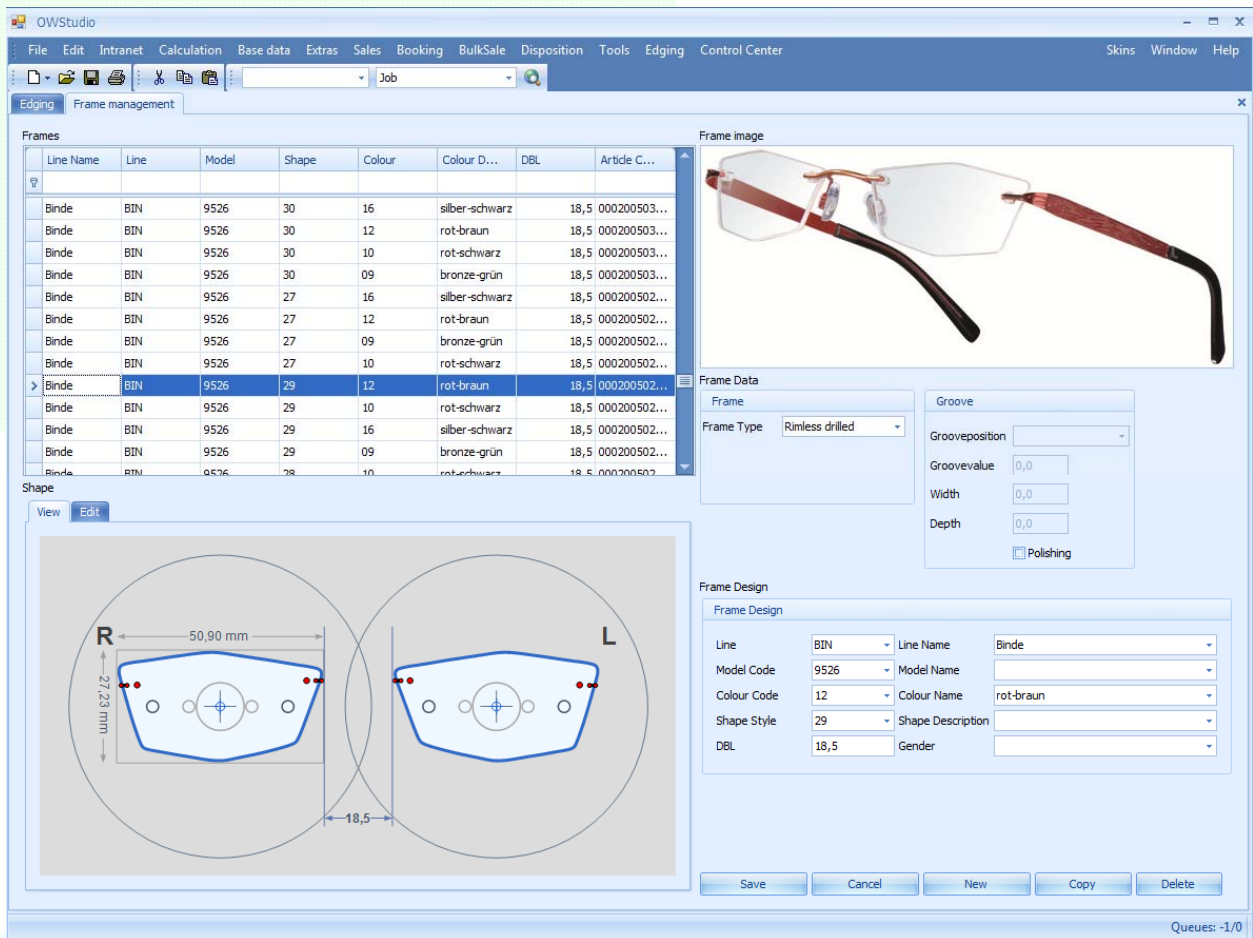 OWStudio
File Edit Intranet Calculation Base data Extras Sales Booking BulkSale Disposition Tools Edging Control Center Skins Window Help
Job
Edging Frame management
Frames
Line Name Line Model Shape Colour Colour D... DBL Article C...
Binde BIN 9526 30 16 silber-schwarz 18,5 000200503...
Binde BIN 9526 30 12 rot-braun 18,5 000200503...
Binde BIN 9526 30 10 rot-schwarz 18,5 000200503...
Binde BIN 9526 30 09 bronze-grün 18,5 000200503...
Binde BIN 9526 27 16 silber-schwarz 18,5 000200502...
Binde BIN 9526 27 12 rot-braun 18,5 000200502...
Binde BIN 9526 27 09 bronze-grün 18,5 000200502...
Binde BIN 9526 27 10 rot-schwarz 18,5 000200502...
Binde BIN 9526 29 12 rot-braun 18,5 000200502...
Binde BIN 9526 29 10 rot-schwarz 18,5 000200502...
Binde BIN 9526 29 16 silber-schwarz 18,5 000200502...
Binde BIN 9526 29 09 bronze-grün 18,5 000200502...
Binde BIN 9526 28 10 rot-schwarz 18,5 000200502
Frame image
Frame Data
Frame
Frame Type Rimless drilled
Groove
Grooveposition
Groovevalue 0,0
Width 0,0
Depth 0,0
Polishing
Shape
View Edit
R
50,90 mm
L
27,23 mm
18,5
Frame Design
Frame Design
Line BIN Line Name Binde
Model Code 9526 Model Name
Colour Code 12 Colour Name rot-braun
Shape Style 29 Shape Description
DBL 18,5 Gender
Save Cancel New Copy Delete
Queues: -1/0